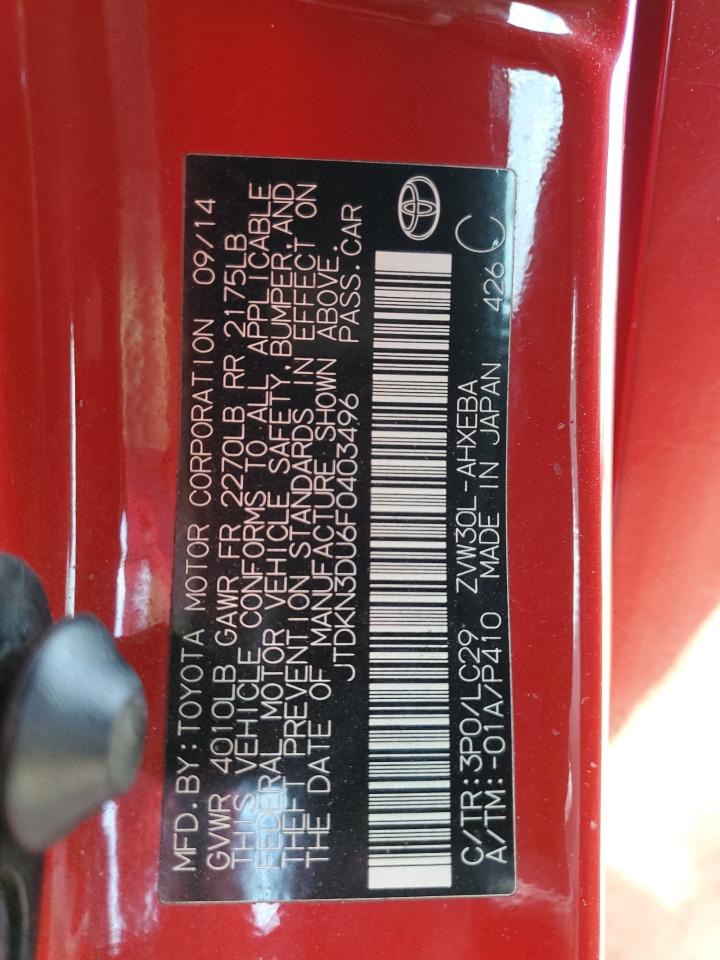 MFD.BY:TOYOTA MOTOR CORPORATION 09/14
GVWR 4010LB GAWR FR 2270LB RR 2175LB
THIS VEHICLE CONFORMS TO ALL APPLICABLE
FEDERAL MOTOR VEHICLE SAFETY,BUMPER,AND
THEFT PREVENTION STANDARDS IN EFFECT ON
THE DATE OF MANUFACTURE SHOWN ABOVE.
JTDKN3DU6F0403496 PASS.CAR
C/TR:3P0/LC29 ZVW30L-AHXEBA
A/TM:-01A/P410 MADE IN JAPAN 426 C